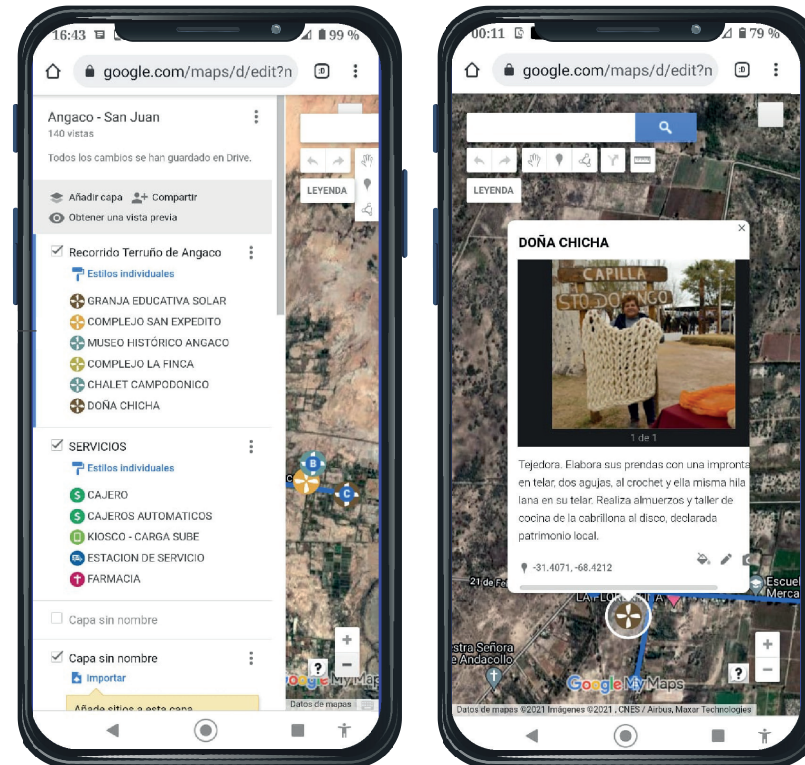 16:43
99 %
google.com/maps/d/edit?n
Angaco - San Juan
140 vistas
Todos los cambios se han guardado en Drive.
Añadir capa Compartir
Obtener una vista previa
Recorrido Terruño de Angaco
Estilos individuales
GRANJA EDUCATIVA SOLAR
COMPLEJO SAN EXPEDITO
MUSEO HISTÓRICO ANGACO
COMPLEJO LA FINCA
CHALET CAMPODONICO
DOÑA CHICHA
SERVICIOS
Estilos individuales
CAJERO
CAJEROS AUTOMATICOS
KIOSCO - CARGA SUBE
ESTACION DE SERVICIO
FARMACIA
Capa sin nombre
Capa sin nombre
Importar
Añade sitios a esta capa
LEYENDA
B
C
Google My Map
Datos de mapas
00:11
79 %
google.com/maps/d/edit?n
LEYENDA
DOÑA CHICHA
CAPILLA
STO DOMINGO
1 de 1
Tejedora. Elabora sus prendas con una impronta
en telar, dos agujas, al crochet y ella misma hila
lana en su telar. Realiza almuerzos y taller de
cocina de la cabrillona al disco, declarada
patrimonio local.
-31.4071, -68.4212
21 de Fe
Escuel
Merca
stra Señora
e Andacollo
Google My Maps
Datos de mapas ©2021 Imágenes ©2021 , CNES / Airbus, Maxar Technologies